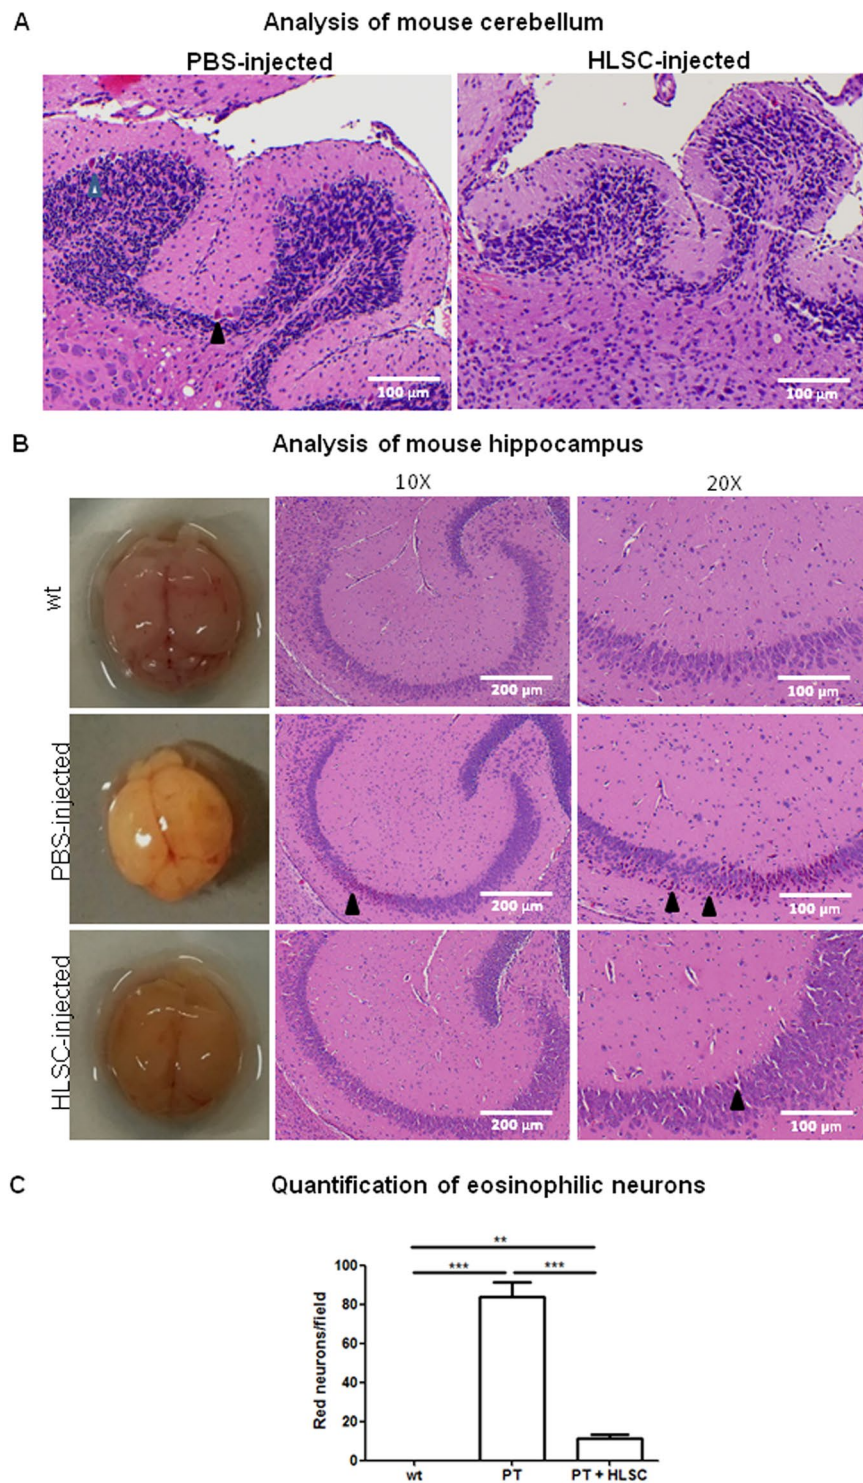 A
Analysis of mouse cerebellum
PBS-injected
HLSC-injected
100 µm
100 µm
B
Analysis of mouse hippocampus
10X
20X
wt
200 µm
100 µm
PBS-injected
200 µm
100 µm
HLSC-injected
200 µm
100 µm
C
Quantification of eosinophilic neurons
**
***
***
Red neurons/field
100
80
60
40
20
0
wt
PT
PT + HLSC